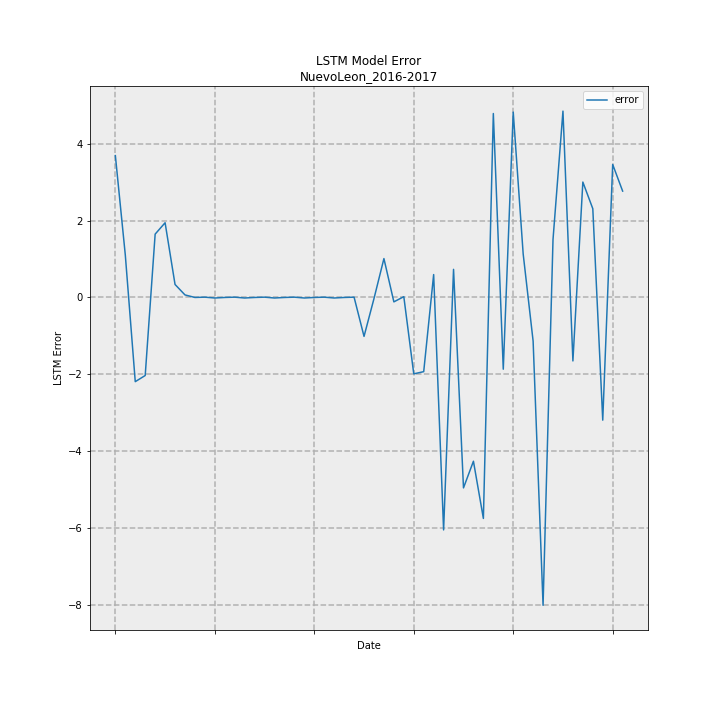 LSTM Model Error
NuevoLeon_2016-2017
error
4
2
0
−2
−4
−6
−8
LSTM Error
Date